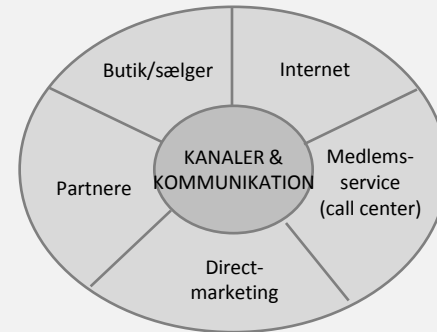 Butik/sælger
Internet
KANALER &
KOMMUNIKATION
Medlems-
service
(call center)
Partnere
Direct-
marketing